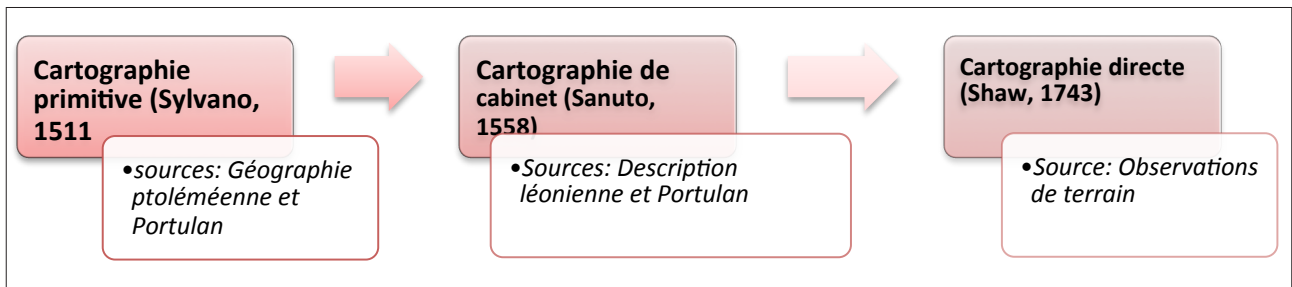 Cartographie
primitive (Sylvano,
1511
•sources: Géographie
ptoléméenne et
Portulan
Cartographie de
cabinet (Sanuto,
1558)
•Sources: Description
léonienne et Portulan
Cartographie directe
(Shaw, 1743)
•Source: Observations
de terrain